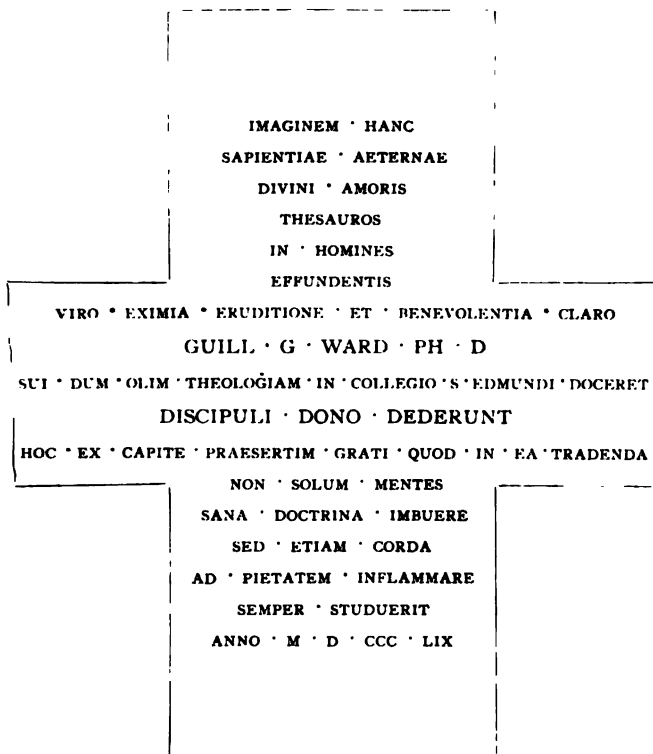 IMAGINEM · HANC
SAPIENTIAE · AETERNAE
DIVINI · AMORIS
THESAUROS
IN · HOMINES
EFFUNDENTIS
VIRO · EXIMIA · ERUDITIONE · ET · BENEVOLENTIA · CLARO
GUILL · G · WARD · PH · D
SUI · DUM · OLIM · THEOLOGIAM · IN · COLLEGIO · S · EDMUNDI · DOCERET
DISCIPULI · DONO · DEDERUNT
HOC · EX · CAPITE · PRAESERTIM · GRATI · QUOD · IN · EA · TRADENDA
NON · SOLUM · MENTES
SANA · DOCTRINA · IMBUERE
SED · ETIAM · CORDA
AD · PIETATEM · INFLAMMARE
SEMPER · STUDUERIT
ANNO · M · D · CCC · LIX